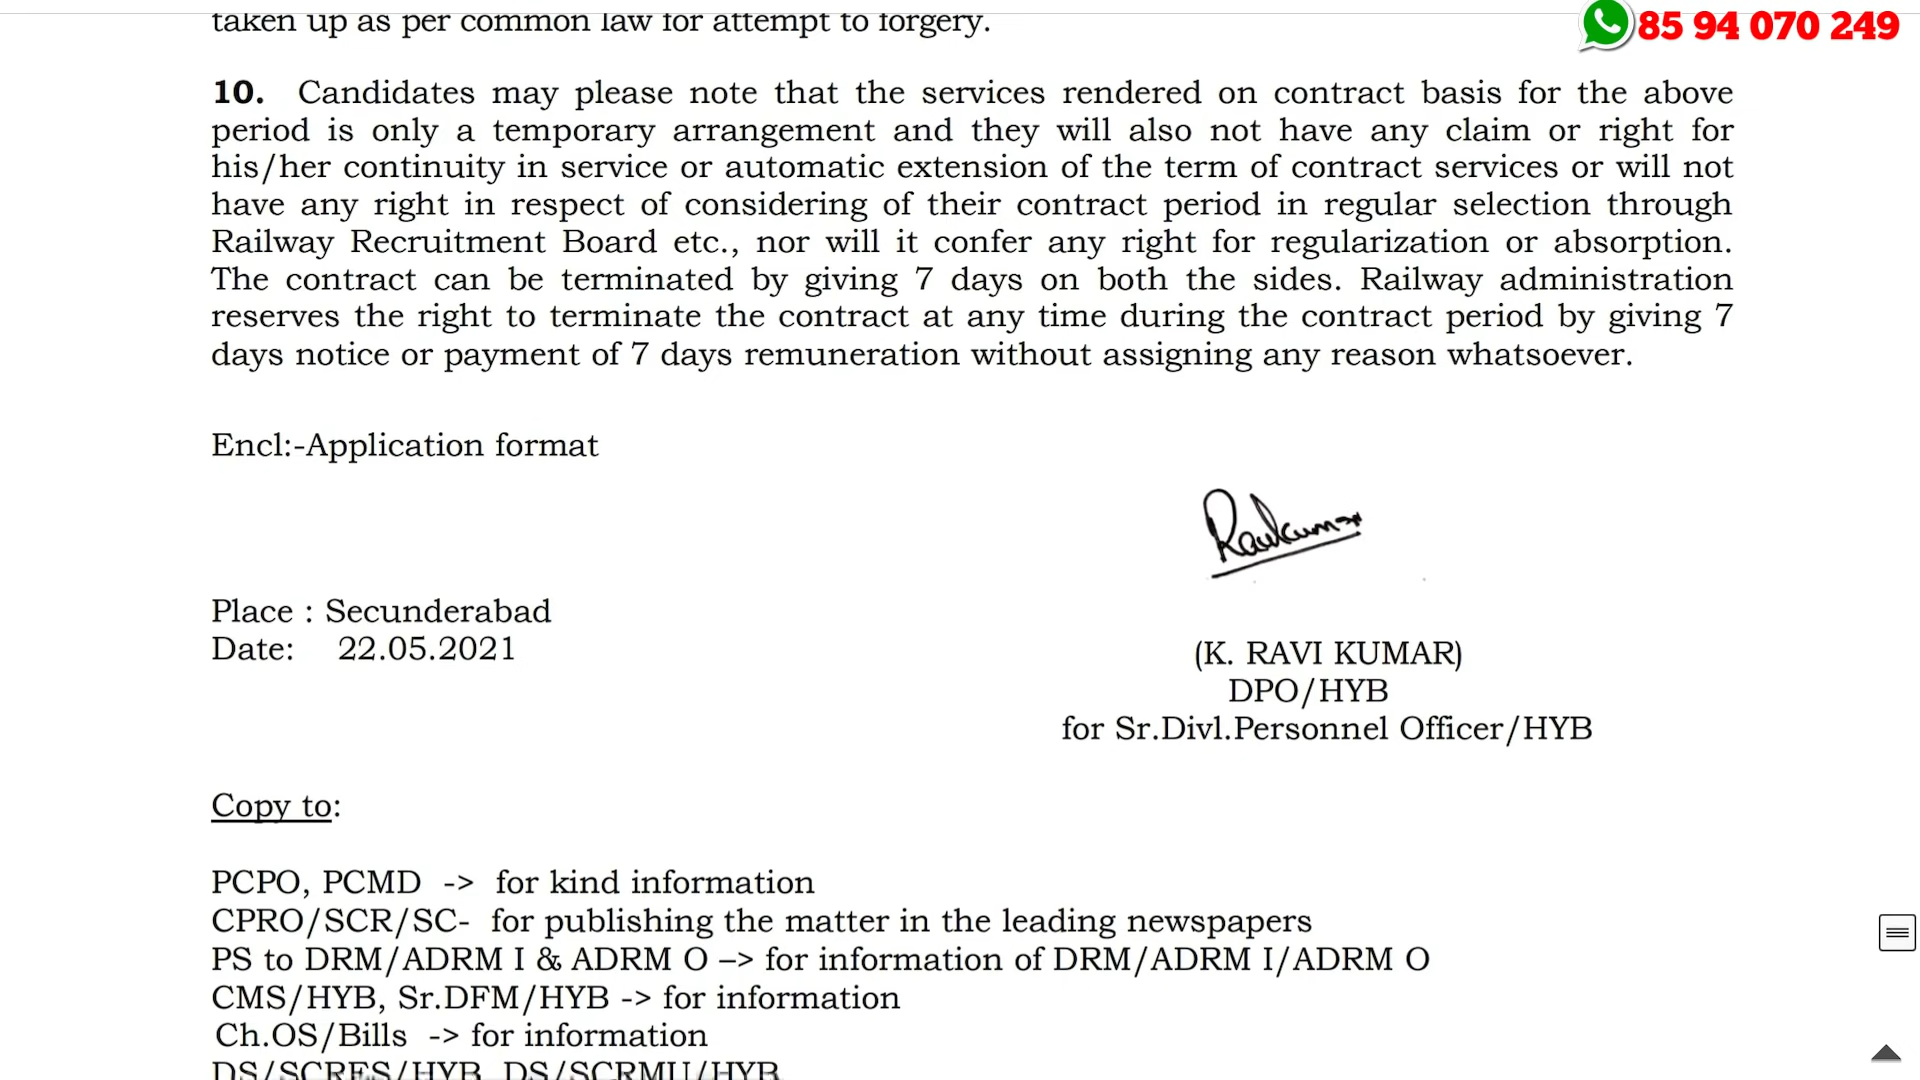 taken up as per common law for attempt to forgery.
85 94 070 249
10. Candidates may please note that the services rendered on contract basis for the above
period is only a temporary arrangement and they will also not have any claim or right for
his/her continuity in service or automatic extension of the term of contract services or will not
have any right in respect of considering of their contract period in regular selection through
Railway Recruitment Board etc., nor will it confer any right for regularization or absorption.
The contract can be terminated by giving 7 days on both the sides. Railway administration
reserves the right to terminate the contract at any time during the contract period by giving 7
days notice or payment of 7 days remuneration without assigning any reason whatsoever.
Encl:-Application format
Ravikumar
Place : Secunderabad
Date: 22.05.2021
(K. RAVI KUMAR)
DPO/HYB
for Sr.Divl.Personnel Officer/HYB
Copy to:
PCPO, PCMD -> for kind information
CPRO/SCR/SC- for publishing the matter in the leading newspapers
PS to DRM/ADRM I & ADRM O –> for information of DRM/ADRM I/ADRM O
CMS/HYB, Sr.DFM/HYB -> for information
Ch.OS/Bills -> for information
DS/SCRES/HYB, DS/SCRMU/HYB